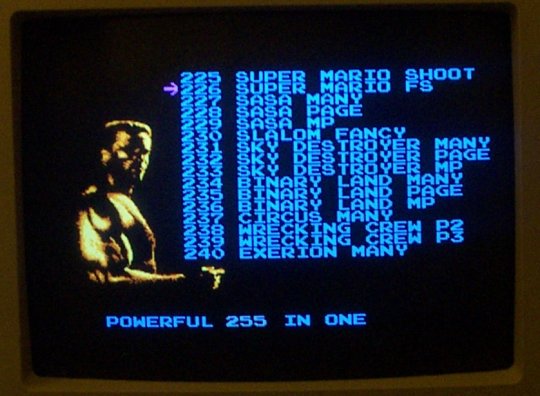 225 SUPER MARIO SHOOT
226 SUPER MARIO FS
227 SASA MANY
228 SASA PAGE
229 SASA MP
230 SLALOM FANCY
231 SKY DESTROYER MANY
232 SKY DESTROYER PAGE
233 SKY DESTROYER MP
234 BINARY LAND MANY
235 BINARY LAND PAGE
236 BINARY LAND MP
237 CIRCUS MANY
238 WRECKING CREW P2
239 WRECKING CREW P3
240 EXERION MANY
POWERFUL 255 IN ONE